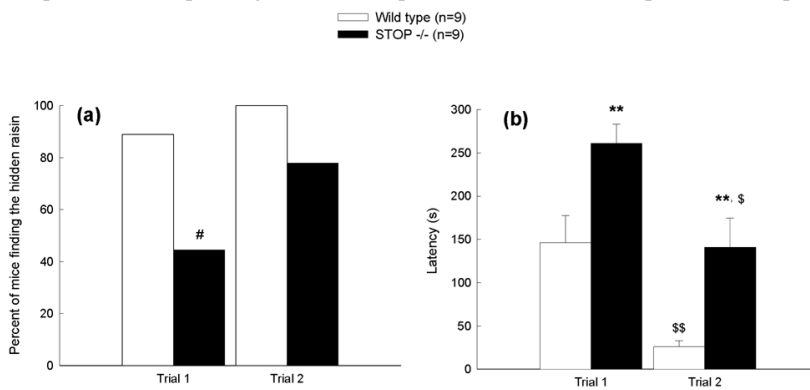 Wild type (n=9)
STOP -/- (n=9)
(a)
Percent of mice finding the hidden raisin
100
80
60
40
20
0
#
Trial 1
Trial 2
(b)
Latency (s)
300
250
200
150
100
50
0
**
**, $
$$
Trial 1
Trial 2